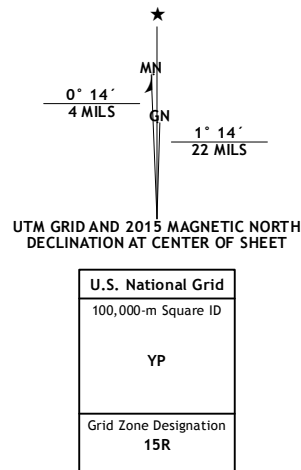 MN
0° 14´
4 MILS
GN
1° 14´
22 MILS
UTM GRID AND 2015 MAGNETIC NORTH
DECLINATION AT CENTER OF SHEET
U.S. National Grid
100,000-m Square ID
YP
Grid Zone Designation
15R